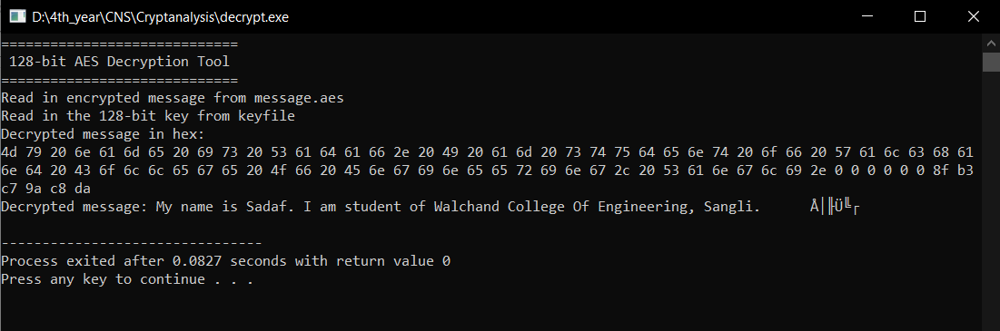 D:\4th_year\CNS\Cryptanalysis\decrypt.exe
=============================
 128-bit AES Decryption Tool
=============================
Read in encrypted message from message.aes
Read in the 128-bit key from keyfile
Decrypted message in hex:
4d 79 20 6e 61 6d 65 20 69 73 20 53 61 64 61 66 2e 20 49 20 61 6d 20 73 74 75 64 65 6e 74 20 6f 66 20 57 61 6c 63 68 61
6e 64 20 43 6f 6c 6c 65 67 65 20 4f 66 20 45 6e 67 69 6e 65 65 72 69 6e 67 2c 20 53 61 6e 67 6c 69 2e 0 0 0 0 0 0 8f b3
c7 9a c8 da
Decrypted message: My name is Sadaf. I am student of Walchand College Of Engineering, Sangli.      Å│╟Ü╚┌

--------------------------------
Process exited after 0.0827 seconds with return value 0
Press any key to continue . . .